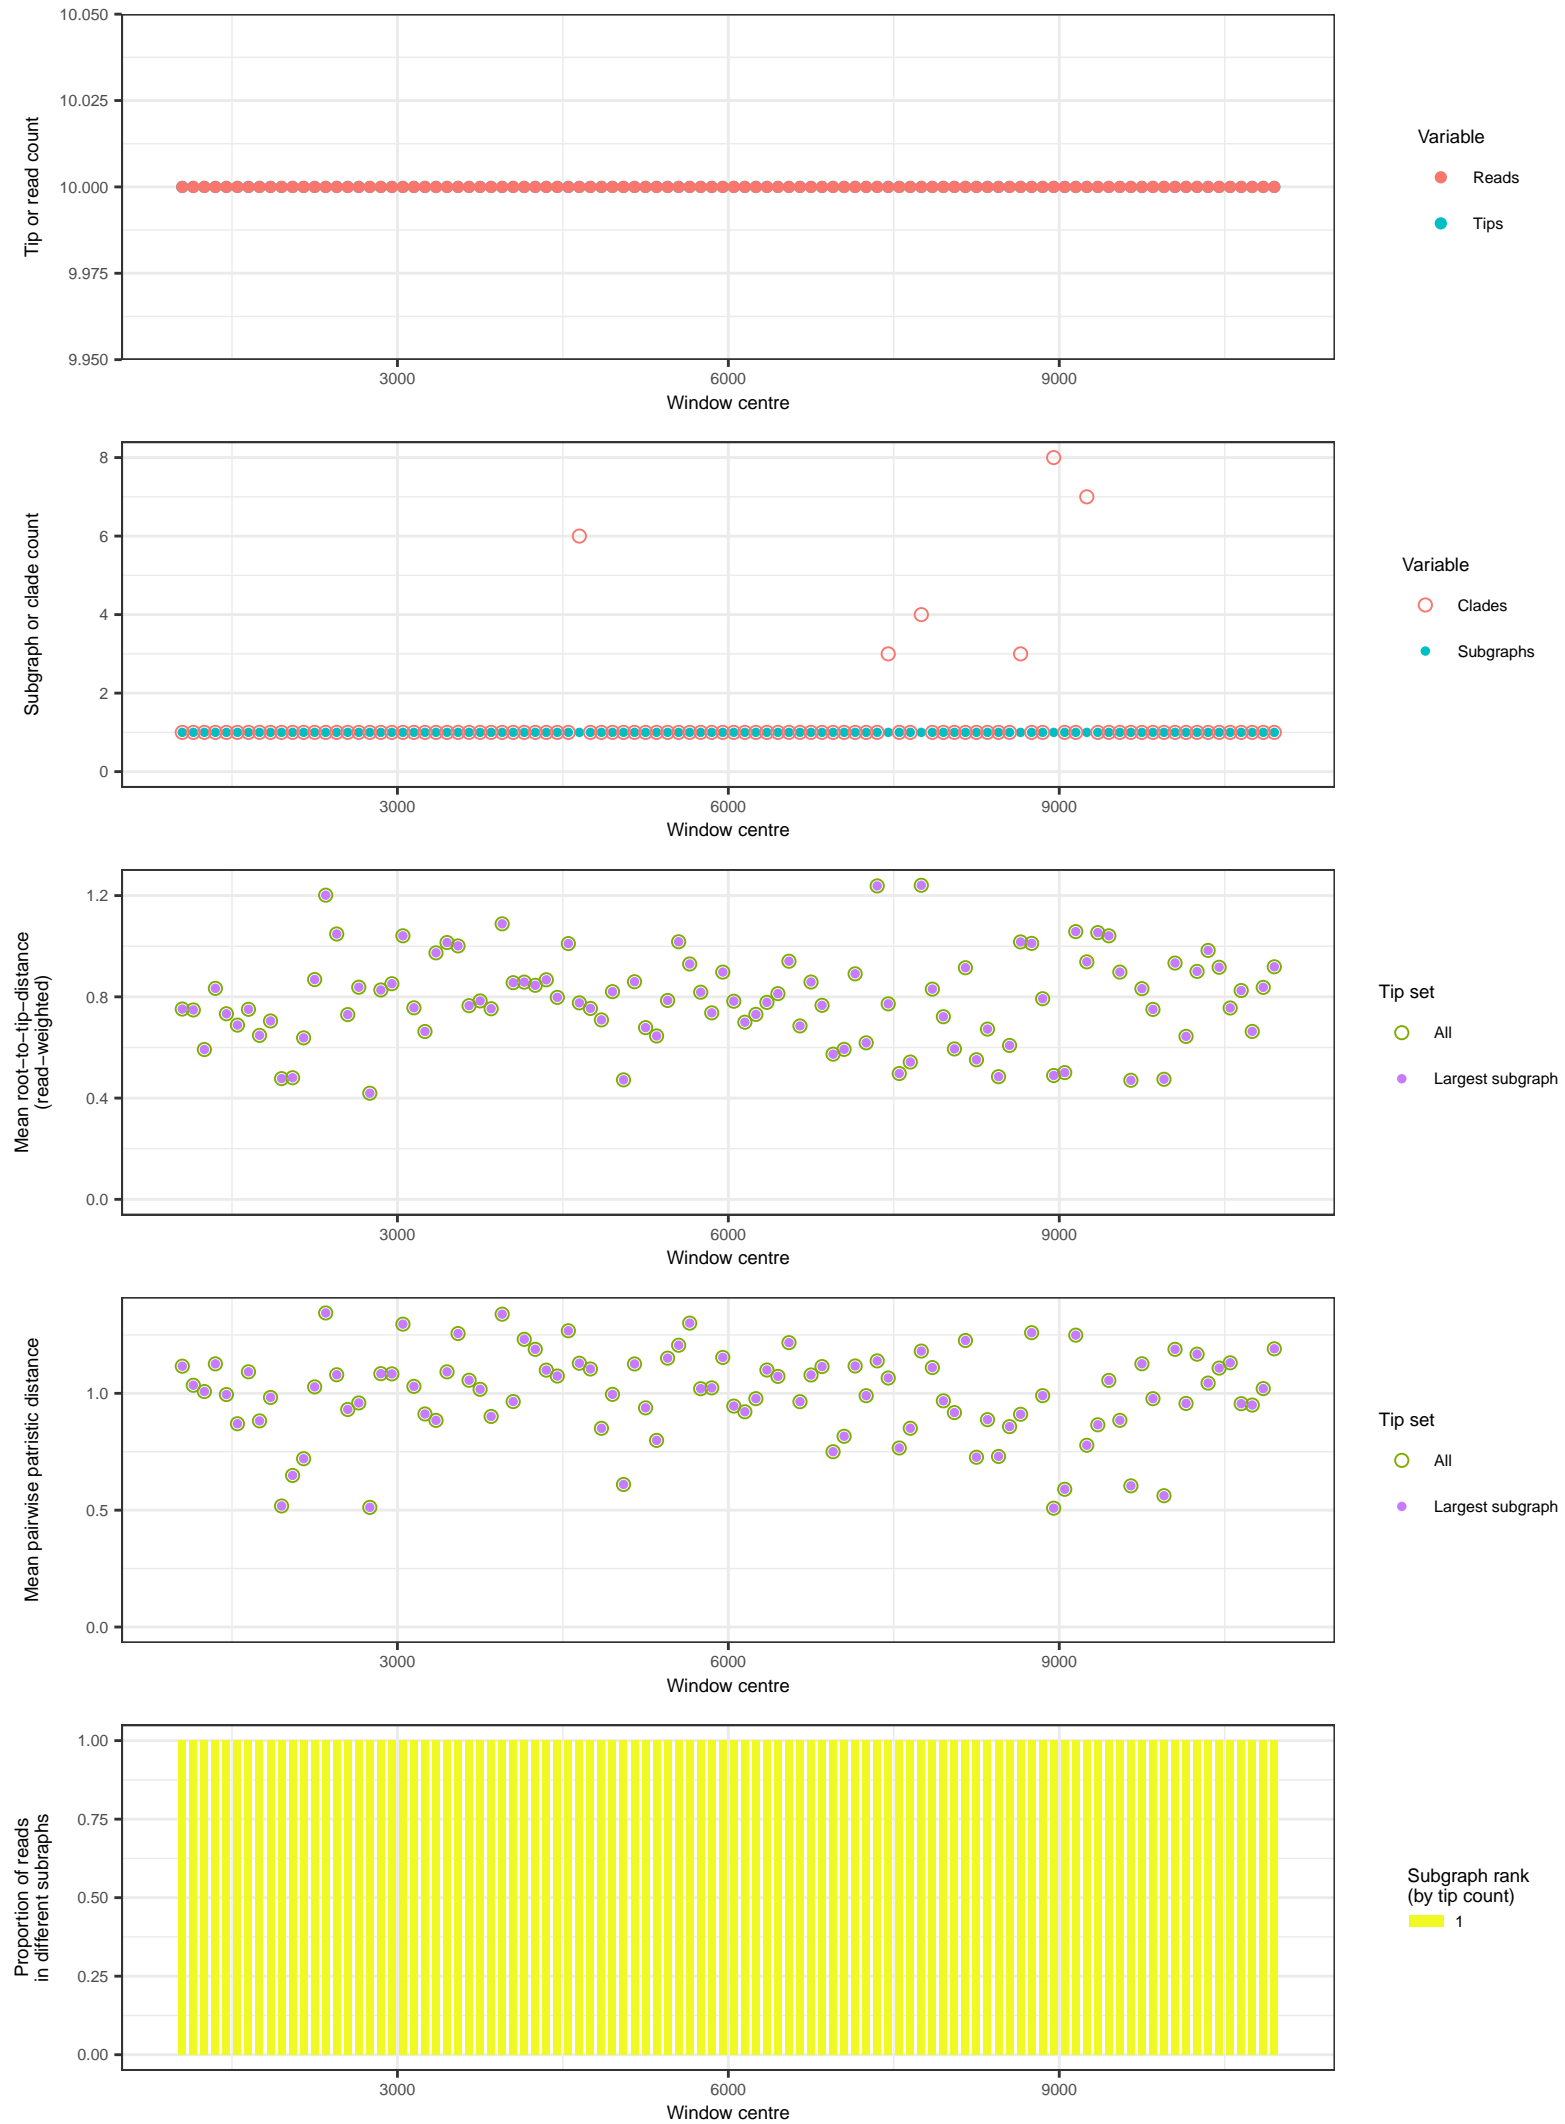 10.050
10.025
10.000
9.975
9.950
Tip or read count
3000
6000
9000
Window centre
Variable
Reads
Tips
8
6
4
2
0
Subgraph or clade count
3000
6000
9000
Window centre
Variable
Clades
Subgraphs
1.2
0.8
0.4
0.0
Mean root−to−tip−distance
(read−weighted)
3000
6000
9000
Window centre
Tip set
All
Largest subgraph
1.0
0.5
0.0
Mean pairwise patristic distance
3000
6000
9000
Window centre
Tip set
All
Largest subgraph
1.00
0.75
0.50
0.25
0.00
Proportion of reads
in different subraphs
3000
6000
9000
Window centre
Subgraph rank
(by tip count)
1